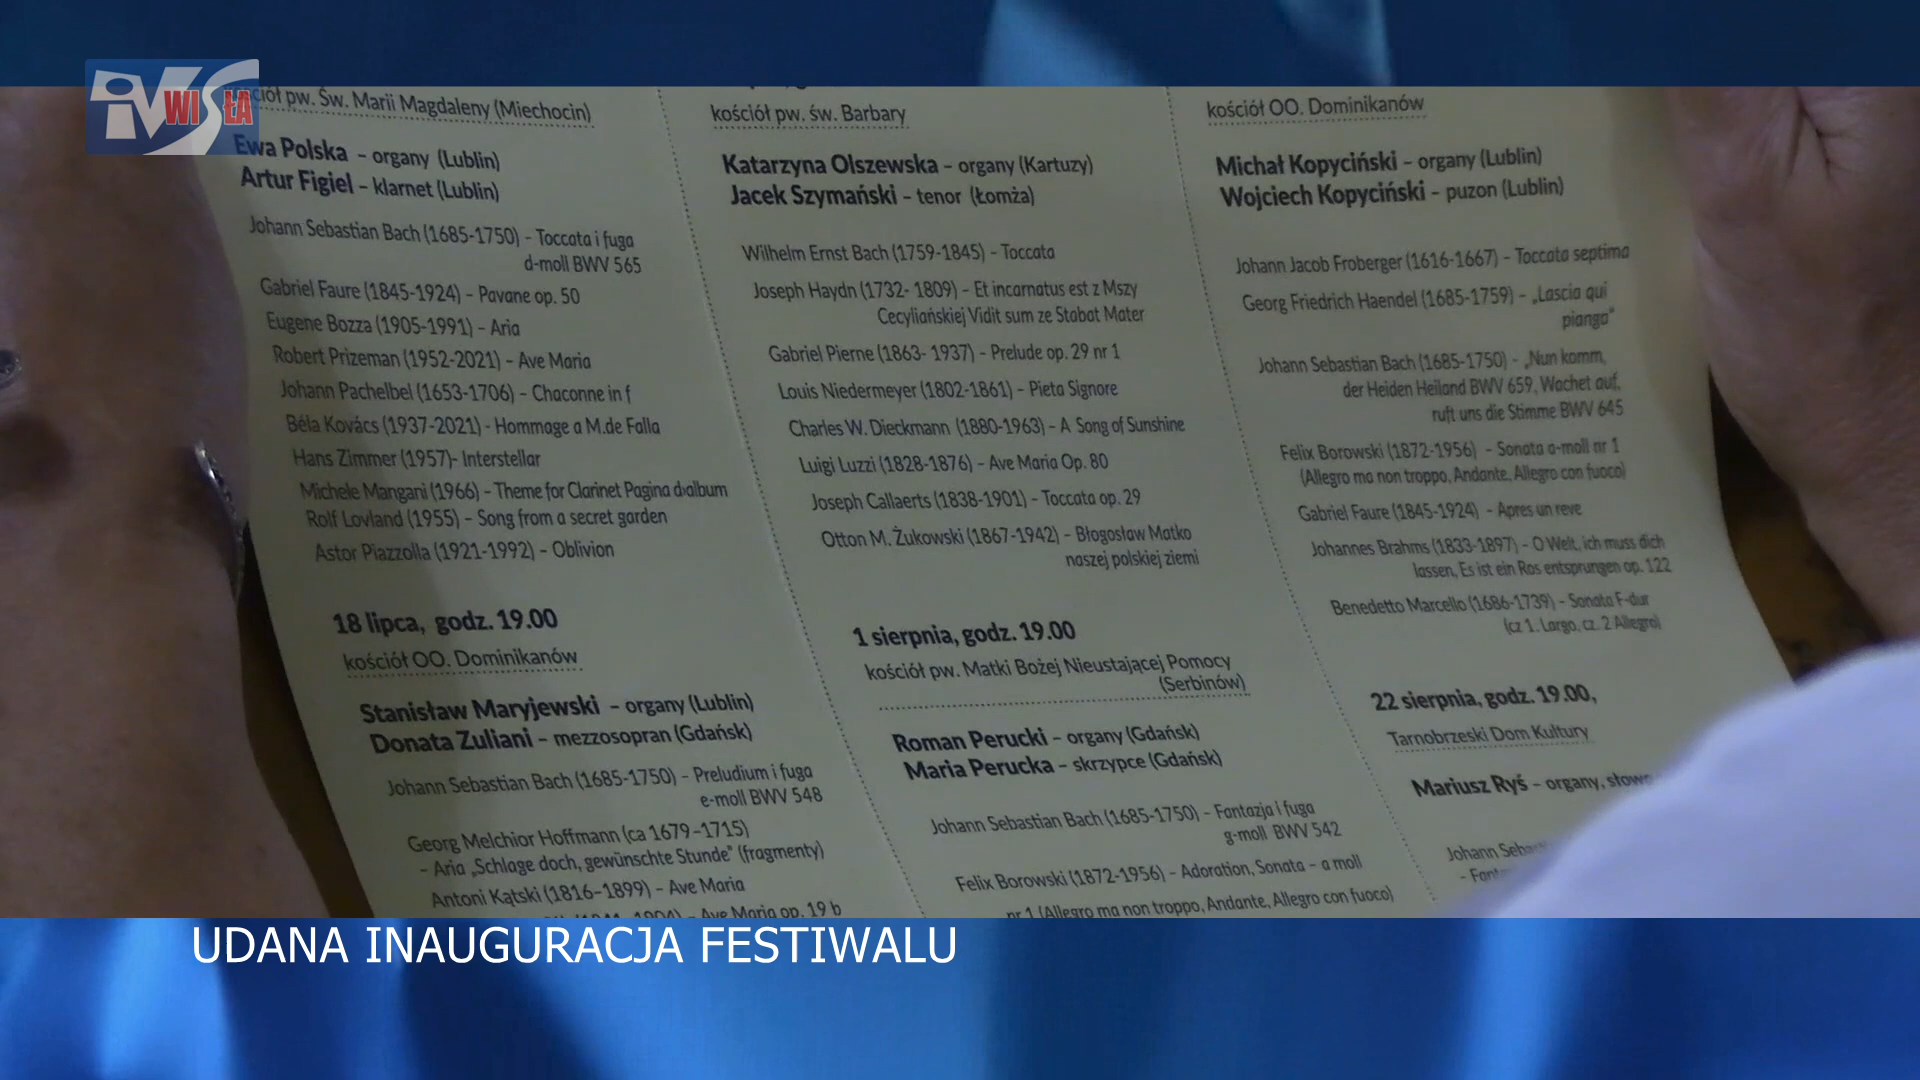 iVS WISŁA
kościół pw. Św. Marii Magdaleny (Miechocin)
Ewa Polska – organy (Lublin)
Artur Figiel – klarnet (Lublin)
Johann Sebastian Bach (1685-1750) – Toccata i fuga
d-moll BWV 565
Gabriel Faure (1845-1924) – Pavane op. 50
Eugene Bozza (1905-1991) – Aria
Robert Prizeman (1952-2021) – Ave Maria
Johann Pachelbel (1653-1706) – Chaconne in f
Béla Kovács (1937-2021) - Hommage a M.de Falla
Hans Zimmer (1957)- Interstellar
Michele Mangani (1966) – Theme for Clarinet Pagina d›album
Rolf Lovland (1955) – Song from a secret garden
Astor Piazzolla (1921-1992) – Oblivion
18 lipca, godz. 19.00
kościół OO. Dominikanów
Stanisław Maryjewski – organy (Lublin)
Donata Zuliani – mezzosopran (Gdańsk)
Johann Sebastian Bach (1685-1750) – Preludium i fuga
e-moll BWV 548
Georg Melchior Hoffmann (ca 1679–1715)
– Aria „Schlage doch, gewünschte Stunde” (fragmenty)
Antoni Kątski (1816–1899) – Ave Maria
– Ave Maria op. 19 b
kościół pw. św. Barbary
Katarzyna Olszewska – organy (Kartuzy)
Jacek Szymański – tenor (Łomża)
Wilhelm Ernst Bach (1759-1845) – Toccata
Joseph Haydn (1732- 1809) – Et incarnatus est z Mszy
Cecyliańskiej Vidit sum ze Stabat Mater
Gabriel Pierne (1863- 1937) – Prelude op. 29 nr 1
Louis Niedermeyer (1802-1861) – Pieta Signore
Charles W. Dieckmann (1880-1963) – A Song of Sunshine
Luigi Luzzi (1828-1876) – Ave Maria Op. 80
Joseph Callaerts (1838-1901) – Toccata op. 29
Otton M. Żukowski (1867-1942) – Błogosław Matko
naszej polskiej ziemi
1 sierpnia, godz. 19.00
kościół pw. Matki Bożej Nieustającej Pomocy
(Serbinów)
Roman Perucki – organy (Gdańsk)
Maria Perucka – skrzypce (Gdańsk)
Johann Sebastian Bach (1685-1750) – Fantazja i fuga
g-moll BWV 542
Felix Borowski (1872-1956) – Adoration, Sonata – a moll
nr 1 (Allegro ma non troppo, Andante, Allegro con fuoco)
kościół OO. Dominikanów
Michał Kopyciński – organy (Lublin)
Wojciech Kopyciński – puzon (Lublin)
Johann Jacob Froberger (1616-1667) – Toccata septima
Georg Friedrich Haendel (1685-1759) – „Lascia qui
pianga”
Johann Sebastian Bach (1685-1750) – „Nun komm,
der Heiden Heiland BWV 659, Wachet auf,
ruft uns die Stimme BWV 645
Felix Borowski (1872-1956) – Sonata a-moll nr 1
(Allegro ma non troppo, Andante, Allegro con fuoco)
Gabriel Faure (1845-1924) – Apres un reve
Johannes Brahms (1833-1897) – O Welt, ich muss dich
lassen, Es ist ein Ros entsprungen op. 122
Benedetto Marcello (1686-1739) – Sonata F-dur
(cz 1. Largo, cz. 2 Allegro)
22 sierpnia, godz. 19.00,
Tarnobrzeski Dom Kultury
Mariusz Ryś – organy, słowo
Johann
UDANA INAUGURACJA FESTIWALU